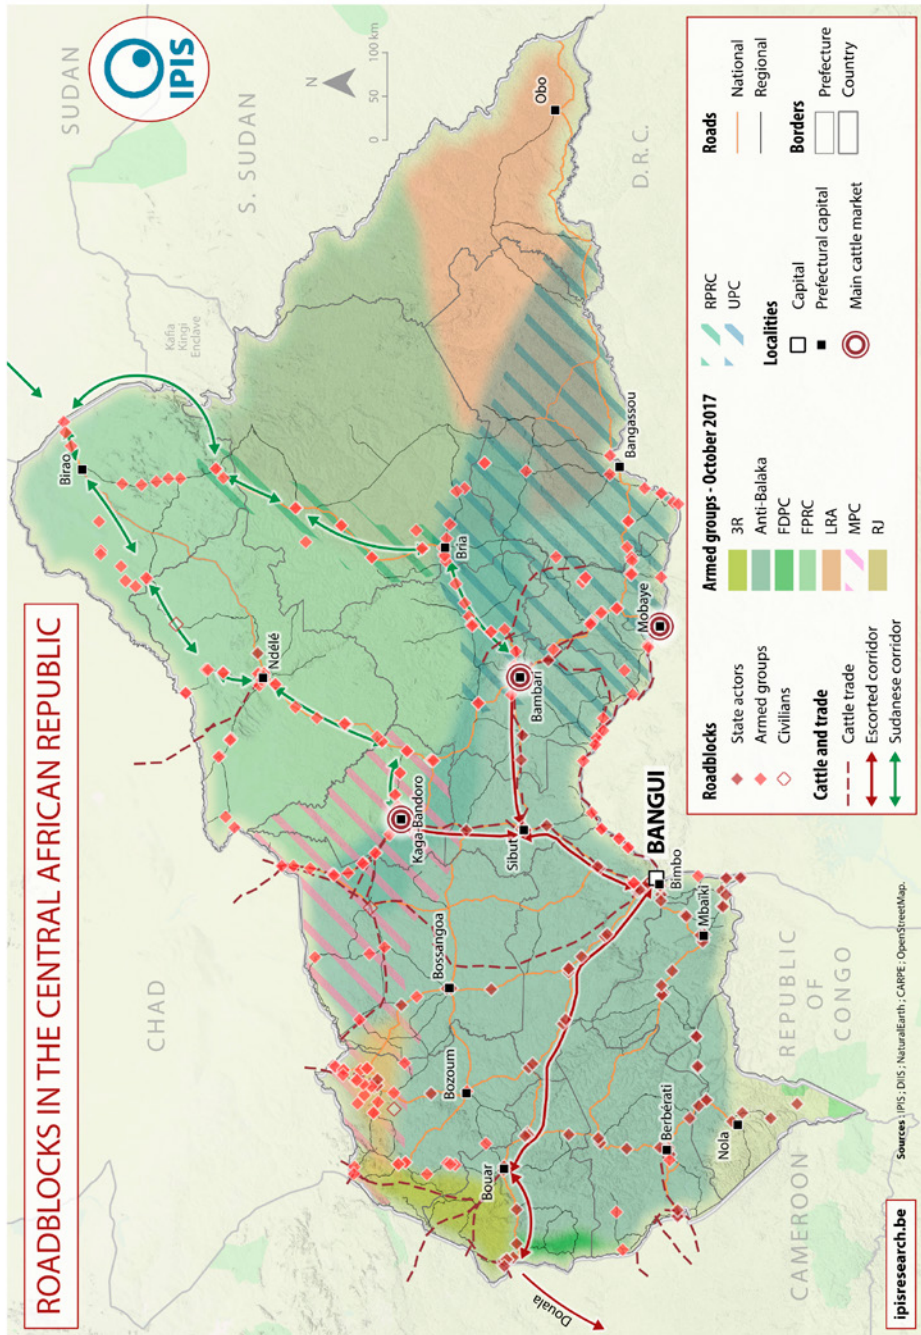 ROADBLOCKS IN THE CENTRAL AFRICAN REPUBLIC
IPIS
SUDAN
S. SUDAN
CHAD
Kafia
Kingi
Enclave
N
0 50 100 km
Birao
Ndélé
Bria
Obo
Kaga-Bandoro
Bossangoa
Bozoum
Bouar
Sibut
Bambari
Bangassou
Mobaye
BANGUI
Bimbo
Mbaiki
Berbérati
Nola
Douala
CAMEROON
REPUBLIC
OF
CONGO
D.R.C.
Roadblocks
State actors
Armed groups
Civilians
Cattle and trade
Cattle trade
Escorted corridor
Sudanese corridor
Armed groups - October 2017
3R
Anti-Balaka
FDPC
FPRC
LRA
MPC
RJ
RPRC
UPC
Localities
Capital
Prefectural capital
Main cattle market
Roads
National
Regional
Borders
Prefecture
Country
ipisresearch.be
Sources : IPIS ; DIIS ; NaturalEarth ; CARPE ; OpenStreetMap.